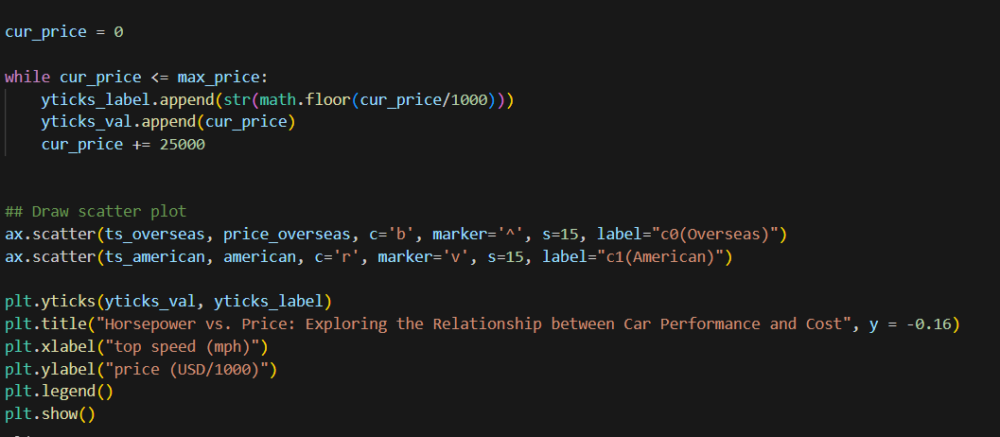 cur_price = 0
while cur_price <= max_price:
yticks_label.append(str(math.floor(cur_price/1000)))
yticks_val.append(cur_price)
cur_price += 25000
## Draw scatter plot
ax.scatter(ts_overseas, price_overseas, c='b', marker='^', s=15, label="c0(Overseas)")
ax.scatter(ts_american, american, c='r', marker='v', s=15, label="c1(American)")
plt.yticks(yticks_val, yticks_label)
plt.title("Horsepower vs. Price: Exploring the Relationship between Car Performance and Cost", y = -0.16)
plt.xlabel("top speed (mph)")
plt.ylabel("price (USD/1000)")
plt.legend()
plt.show()